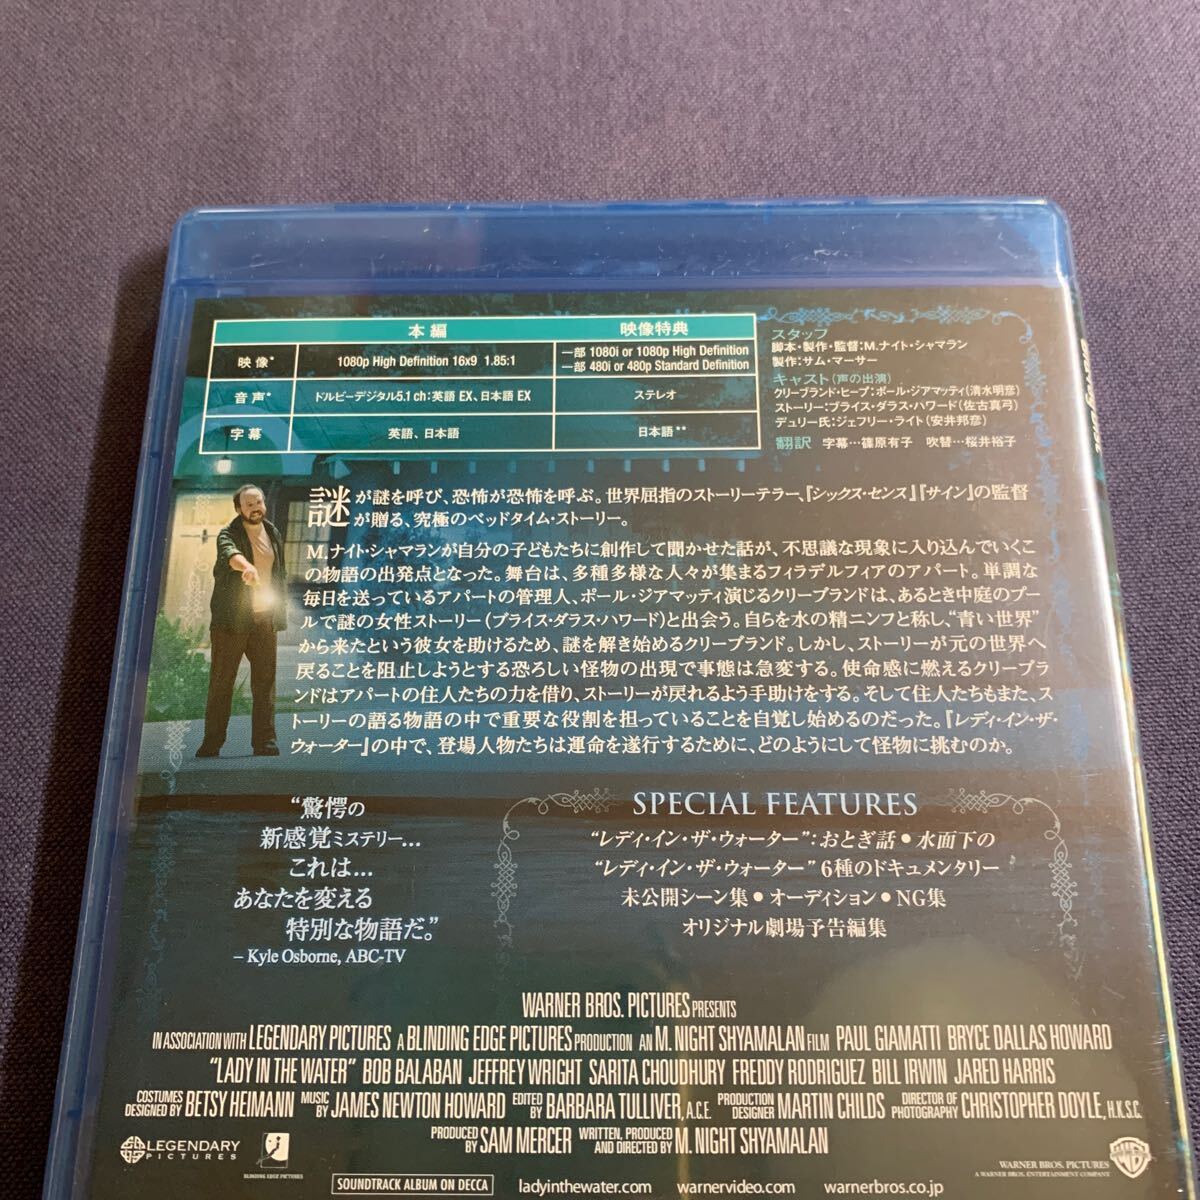 本編 映像特典
映像* 1080p High Definition 16x9 1.85:1 一部 1080i or 1080p High Definition
一部 480i or 480p Standard Definition
音声* ドルビーデジタル5.1 ch：英語 EX、日本語 EX ステレオ
字幕 英語、日本語 日本語**
スタッフ
脚本・製作・監督：M.ナイト・シャマラン
製作：サム・マーサー
キャスト（声の出演）
クリーブランド・ヒープ：ポール・ジアマッティ（清水明彦）
ストーリー：ブライス・ダラス・ハワード（佐古真弓）
デュリー氏：ジェフリー・ライト（安井邦彦）
翻訳 字幕…篠原有子 吹替…桜井裕子
謎が謎を呼び、恐怖が恐怖を呼ぶ。世界屈指のストーリーテラー、『シックス・センス』『サイン』の監督
が贈る、究極のベッドタイム・ストーリー。
M.ナイト・シャマランが自分の子どもたちに創作して聞かせた話が、不思議な現象に入り込んでいくこ
の物語の出発点となった。舞台は、多種多様な人々が集まるフィラデルフィアのアパート。単調な
毎日を送っているアパートの管理人、ポール・ジアマッティ演じるクリーブランドは、あるとき中庭のプー
ルで謎の女性ストーリー（ブライス・ダラス・ハワード）と出会う。自らを水の精ニンフと称し、“青い世界”
から来たという彼女を助けるため、謎を解き始めるクリーブランド。しかし、ストーリーが元の世界へ
戻ることを阻止しようとする恐ろしい怪物の出現で事態は急変する。使命感に燃えるクリーブラ
ンドはアパートの住人たちの力を借り、ストーリーが戻れるよう手助けをする。そして住人たちもまた、ス
トーリーの語る物語の中で重要な役割を担っていることを自覚し始めるのだった。『レディ・イン・ザ・
ウォーター』の中で、登場人物たちは運命を遂行するために、どのようにして怪物に挑むのか。
“驚愕の
新感覚ミステリー…
これは…
あなたを変える
特別な物語だ。”
– Kyle Osborne, ABC-TV
SPECIAL FEATURES
“レディ・イン・ザ・ウォーター”：おとぎ話 ● 水面下の
“レディ・イン・ザ・ウォーター” 6種のドキュメンタリー
未公開シーン集 ● オーディション ● NG集
オリジナル劇場予告編集
WARNER BROS. PICTURES PRESENTS
IN ASSOCIATION WITH LEGENDARY PICTURES A BLINDING EDGE PICTURES PRODUCTION AN M. NIGHT SHYAMALAN FILM PAUL GIAMATTI BRYCE DALLAS HOWARD
“LADY IN THE WATER” BOB BALABAN JEFFREY WRIGHT SARITA CHOUDHURY FREDDY RODRIGUEZ BILL IRWIN JARED HARRIS
COSTUMES DESIGNED BY BETSY HEIMANN MUSIC BY JAMES NEWTON HOWARD EDITED BY BARBARA TULLIVER, A.C.E. PRODUCTION DESIGNER MARTIN CHILDS DIRECTOR OF PHOTOGRAPHY CHRISTOPHER DOYLE, H.K.S.C.
PRODUCED BY SAM MERCER WRITTEN, PRODUCED AND DIRECTED BY M. NIGHT SHYAMALAN
LEGENDARY PICTURES
BLINDING EDGE PICTURES
WARNER BROS. PICTURES
A WARNER BROS. ENTERTAINMENT COMPANY
SOUNDTRACK ALBUM ON DECCA ladyinthewater.com warnervideo.com warnerbros.co.jp